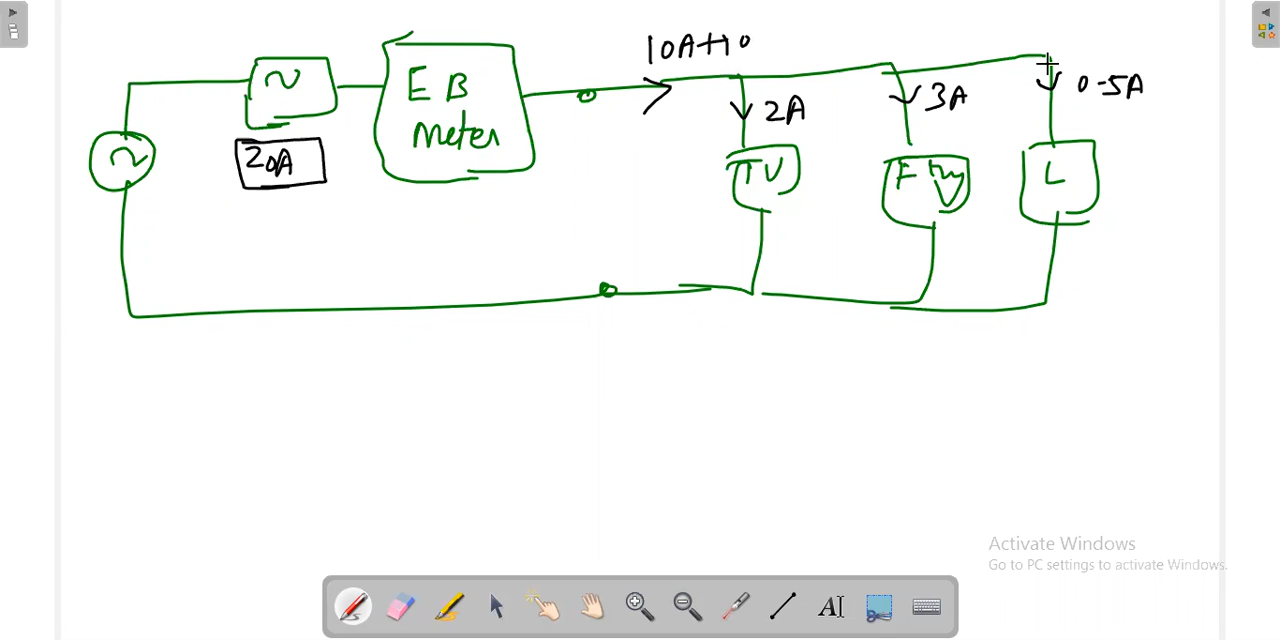 10A+10
~
EB
meter
2A
3A
0.5A
~
20A
TV
L
Activate Windows
Go to PC settings to activate Windows.
AI